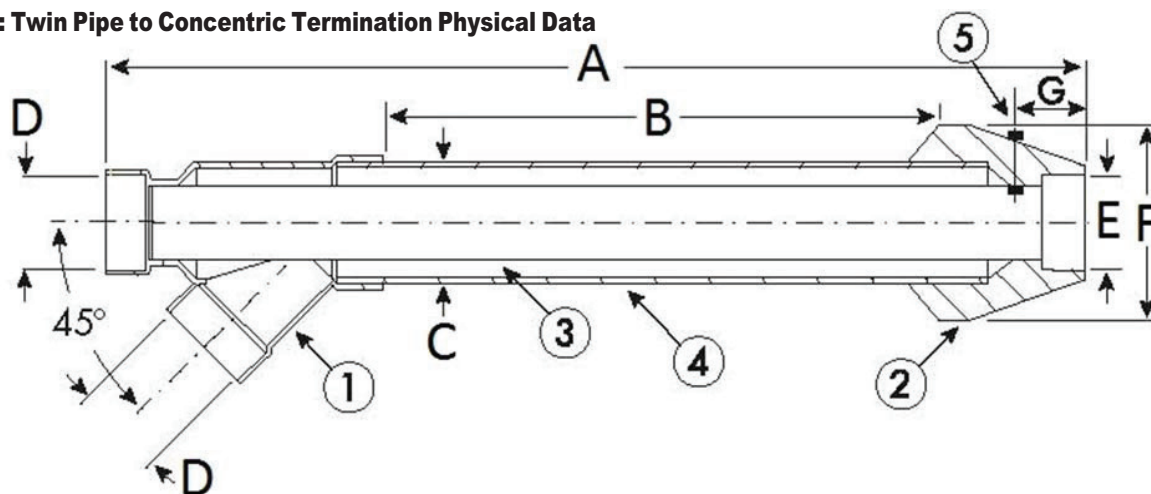 : Twin Pipe to Concentric Termination Physical Data
5
A
G
D
B
E
F
45°
C
3
4
1
2
D